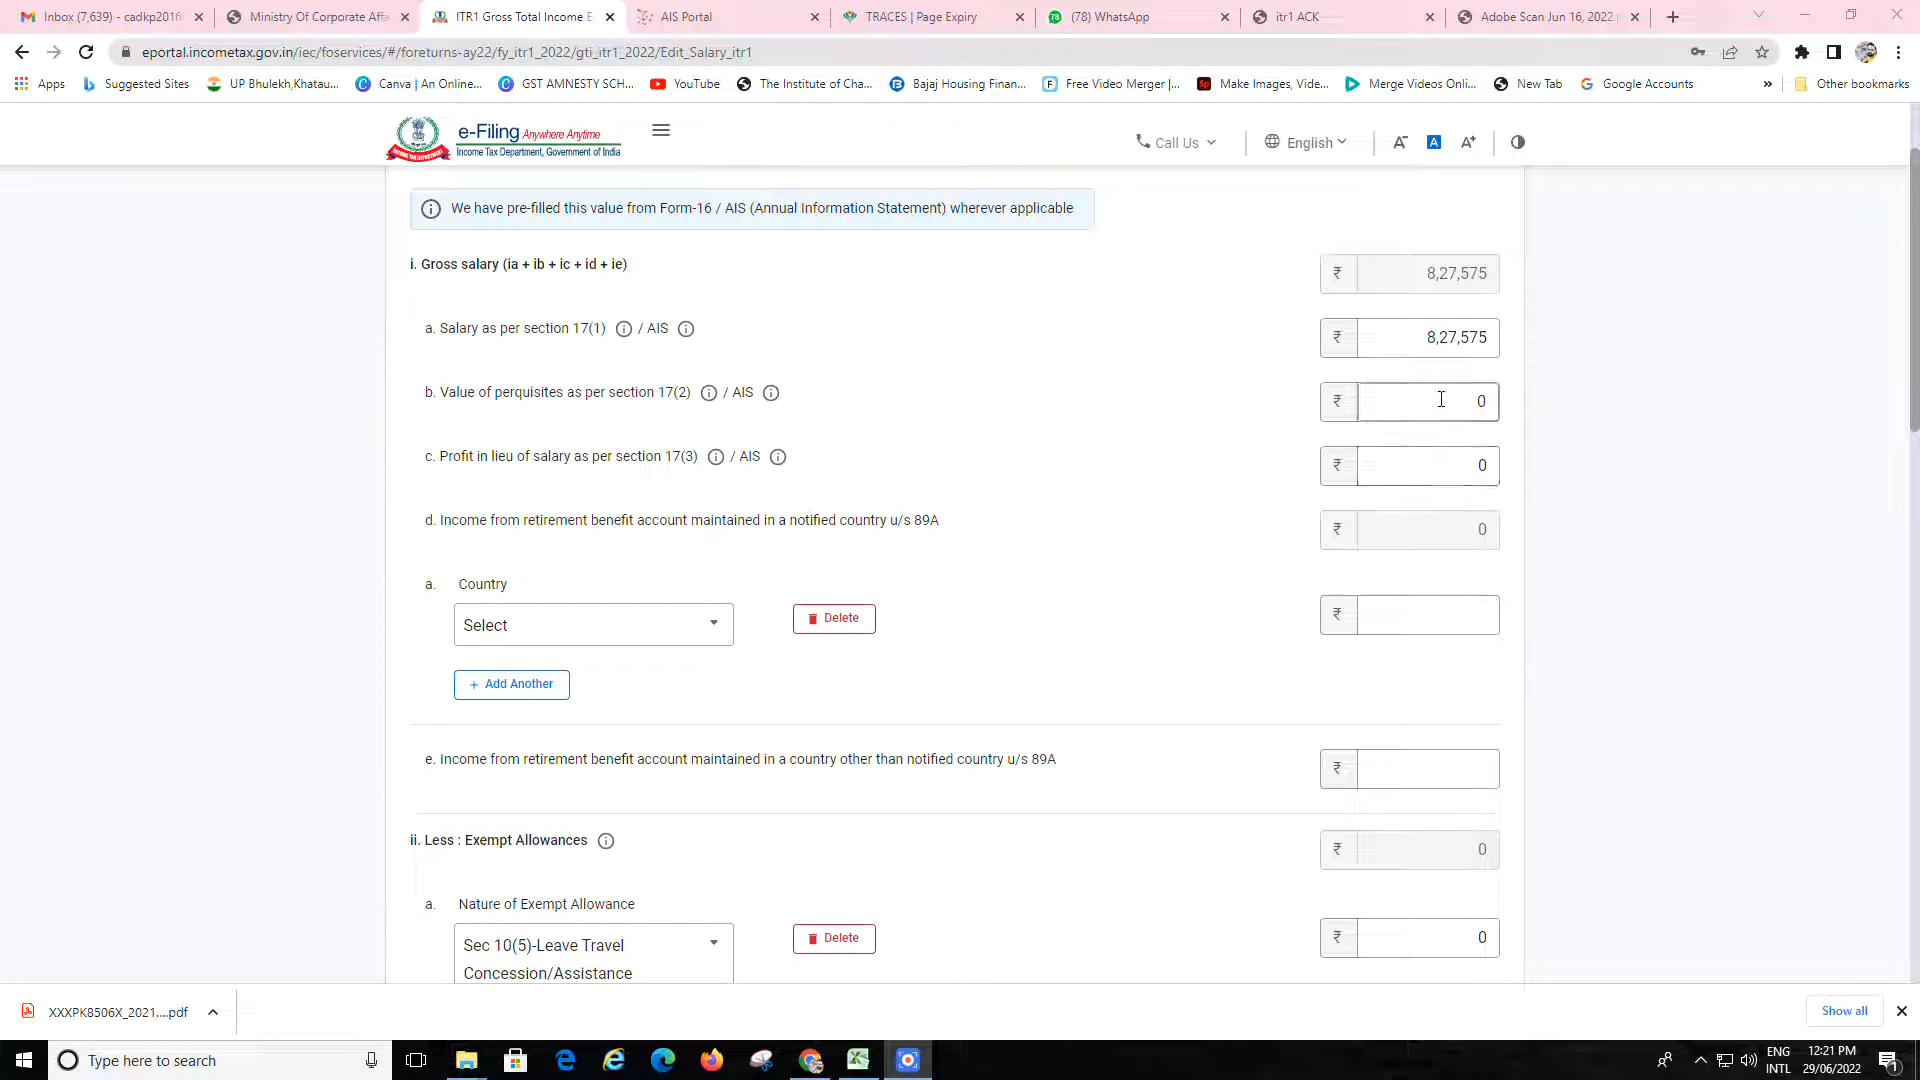 Inbox (7,639) - cadkp2016
Ministry Of Corporate Affa
ITR1 Gross Total Income E
AIS Portal
TRACES | Page Expiry
(78) WhatsApp
itr1 ACK
Adobe Scan Jun 16, 2022.p
eportal.incometax.gov.in/iec/foservices/#/foreturns-ay22/fy_itr1_2022/gti_itr1_2022/Edit_Salary_itr1
Apps
Suggested Sites
UP Bhulekh,Khatau...
Canva | An Online...
GST AMNESTY SCH...
YouTube
The Institute of Cha...
Bajaj Housing Finan...
Free Video Merger |...
Make Images, Vide...
Merge Videos Onli...
New Tab
Google Accounts
»
Other bookmarks
e-Filing Anywhere Anytime
Income Tax Department, Government of India
Call Us
English
A-
A
A+
We have pre-filled this value from Form-16 / AIS (Annual Information Statement) wherever applicable
i. Gross salary (ia + ib + ic + id + ie)
₹ 8,27,575
a. Salary as per section 17(1) / AIS
₹ 8,27,575
b. Value of perquisites as per section 17(2) / AIS
₹ 0
c. Profit in lieu of salary as per section 17(3) / AIS
₹ 0
d. Income from retirement benefit account maintained in a notified country u/s 89A
₹ 0
a. Country
Select
Delete
₹
+ Add Another
e. Income from retirement benefit account maintained in a country other than notified country u/s 89A
₹
ii. Less : Exempt Allowances
₹ 0
a. Nature of Exempt Allowance
Sec 10(5)-Leave Travel
Concession/Assistance
Delete
₹ 0
XXXPK8506X_2021....pdf
Show all
Type here to search
ENG
INTL
12:21 PM
29/06/2022
1